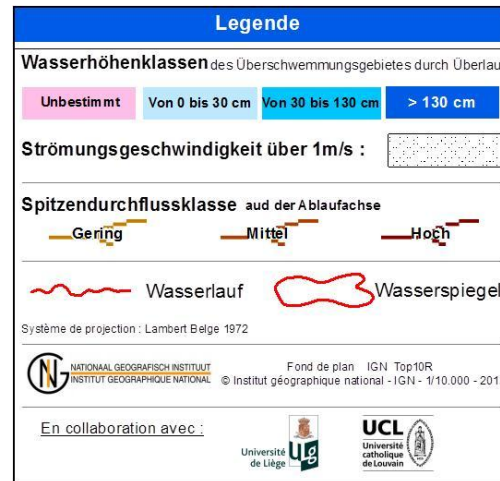 Legende
Wasserhöhenklassen des Überschwemmungsgebietes durch Überlau
Unbestimmt Von 0 bis 30 cm Von 30 bis 130 cm > 130 cm
Strömungsgeschwindigkeit über 1m/s :
Spitzendurchflussklasse aud der Ablaufachse
Gering Mittel Hoch
Wasserlauf Wasserspiegel
Système de projection : Lambert Belge 1972
NATIONAAL GEOGRAFISCH INSTITUUT
INSTITUT GEOGRAPHIQUE NATIONAL
Fond de plan IGN Top10R
© Institut géographique national - IGN - 1/10.000 - 201
En collaboration avec :
Université
de Liège
ulg
UCL
Université
catholique
de Louvain